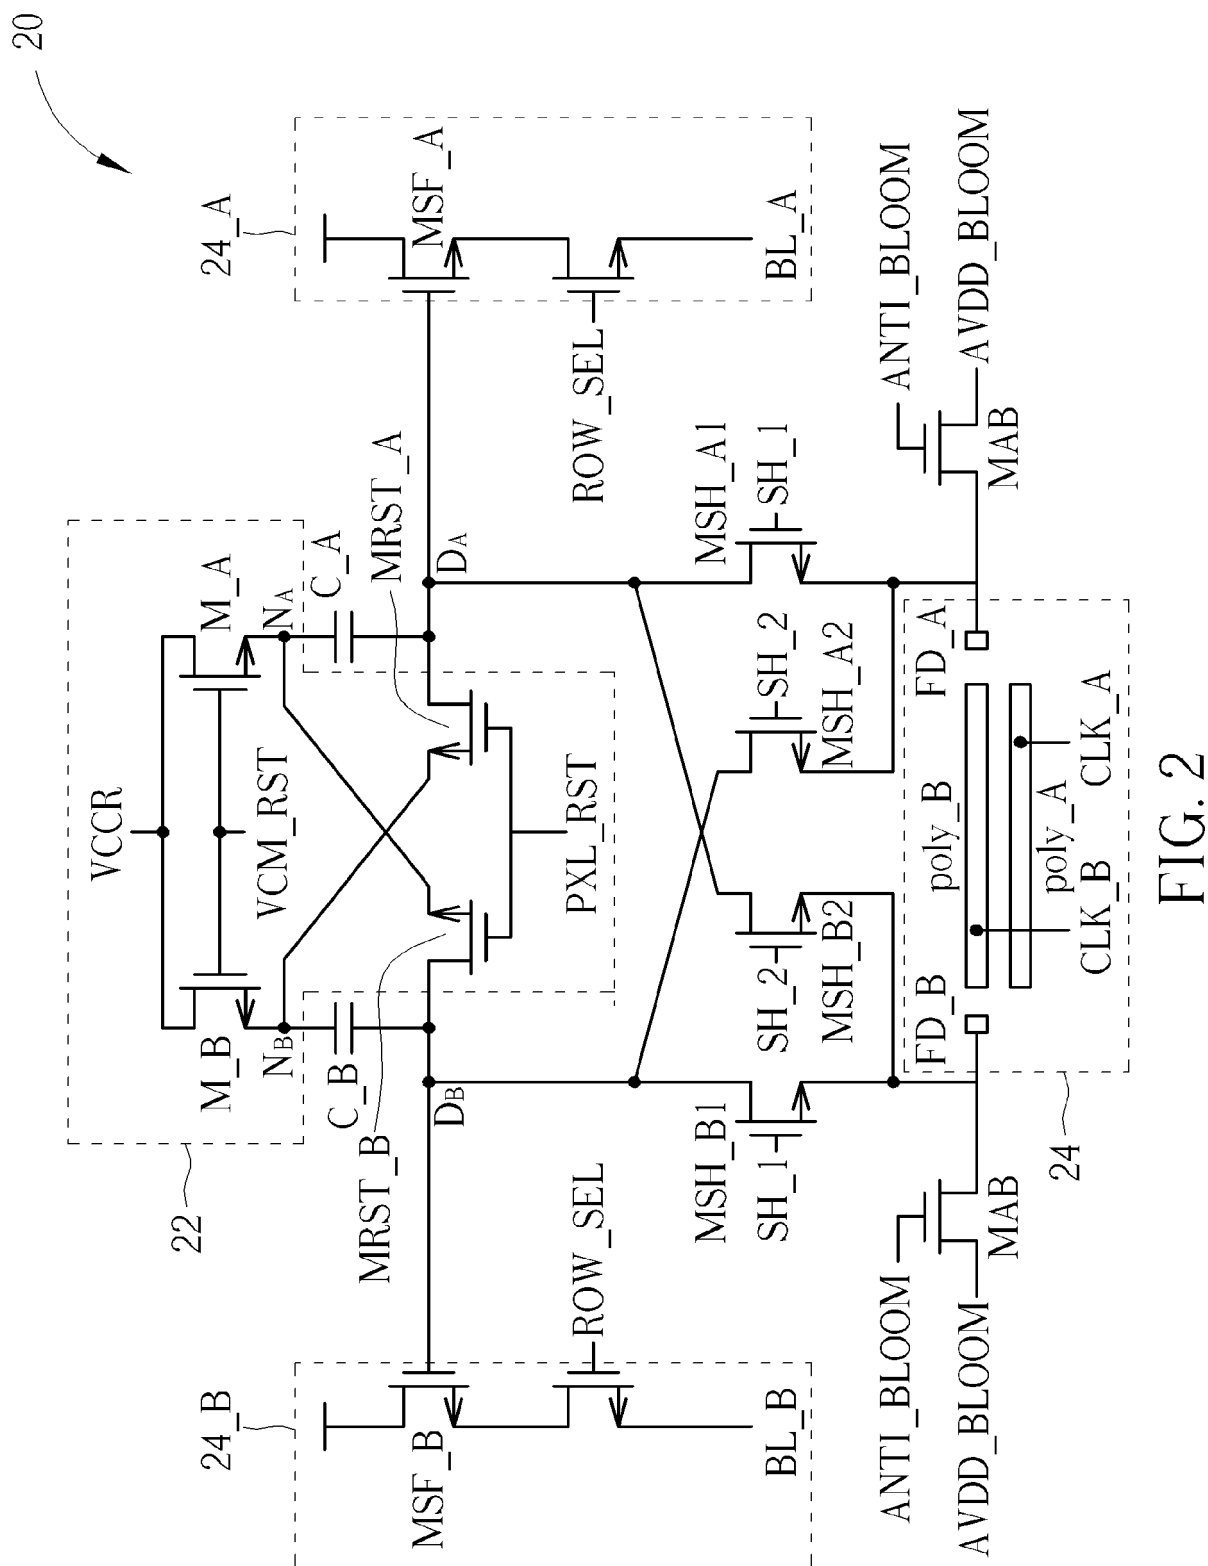 20
24_A
MSF_A
ROW_SEL
BL_A
VCCR
M_A
M_B
VCM_RST
NA
NB
C_A
C_B
22
MRST_A
MRST_B
DA
DB
PXL_RST
24_B
MSF_B
ROW_SEL
BL_B
MSH_A1
SH_1
SH_2
MSH_A2
SH_2
MSH_B2
MSH_B1
SH_1
ANTI_BLOOM
AVDD_BLOOM
MAB
FD_A
FD_B
poly_B
poly_A
CLK_A
CLK_B
24
MAB
ANTI_BLOOM
AVDD_BLOOM
FIG. 2